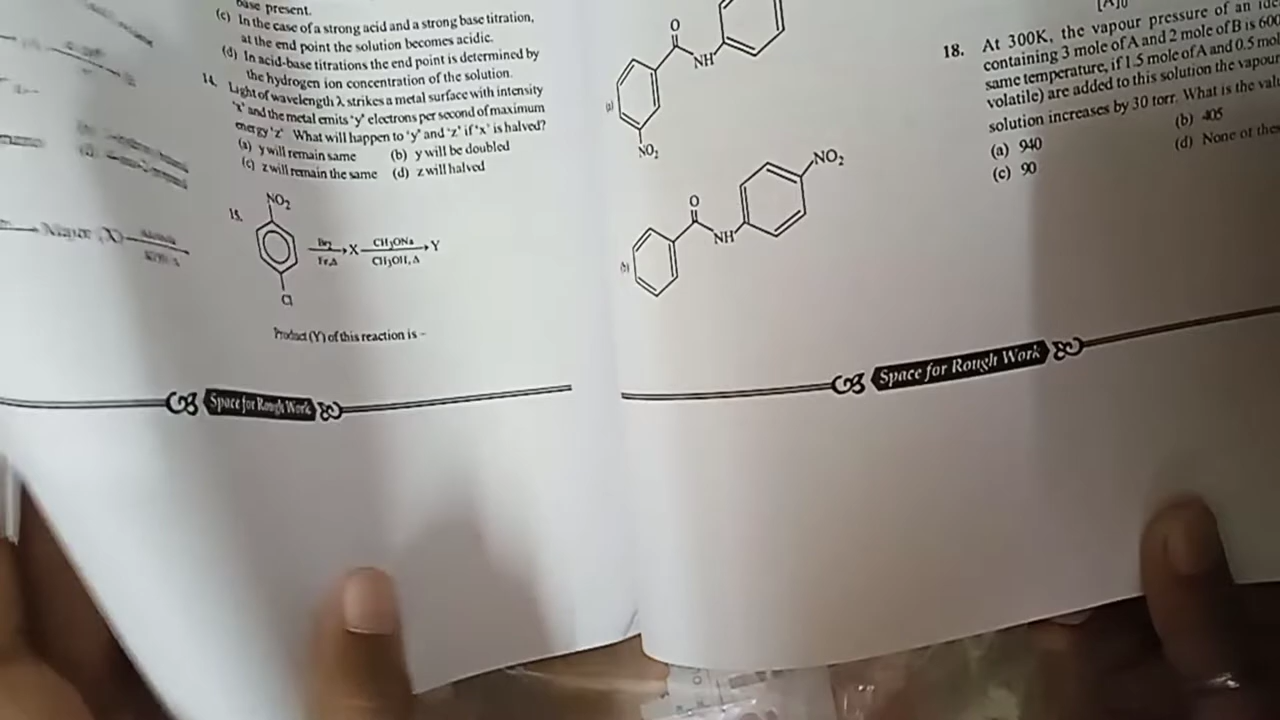 base present.
(c) In the case of a strong acid and a strong base titration,
at the end point the solution becomes acidic.
(d) In acid-base titrations the end point is determined by
the hydrogen ion concentration of the solution.
14. Light of wavelength λ strikes a metal surface with intensity
'x' and the metal emits 'y' electrons per second of maximum
energy 'z'. What will happen to 'y' and 'z' if 'x' is halved?
(a) y will remain same (b) y will be doubled
(c) z will remain the same (d) z will halved
15.
NO₂
Cl
Br₂
Fe,Δ
X
CH₃ONa
CH₃OH, Δ
Y
Product (Y) of this reaction is –
Space for Rough Work
(a)
O
NH
NO₂
(b)
O
NH
NO₂
Space for Rough Work
[A]₀
18. At 300K, the vapour pressure of an
containing 3 mole of A and 2 mole of B is 600
same temperature, if 1.5 mole of A and 0.5
volatile) are added to this solution the vapour
solution increases by 30 torr. What is the
(a) 940
(b) 405
(c) 90
(d) None of
Major (X)